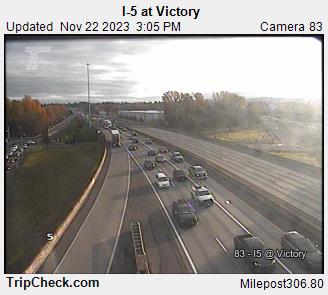 I-5 at Victory
Updated Nov 22 2023 3:05 PM Camera 83
T
S
83 - I5 @ Victory
TripCheck.com Milepost306.80